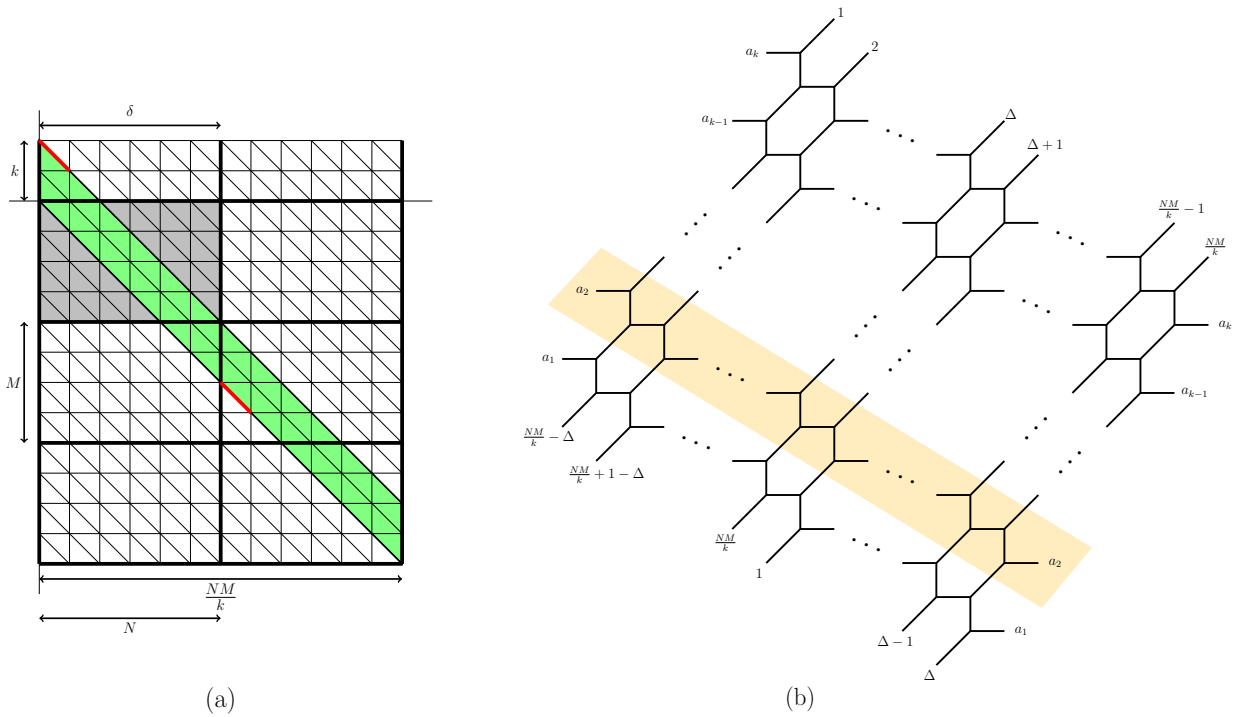 δ
k
M
NM/k
N
(a)
1
a_k
2
a_{k-1}
Δ
Δ + 1
NM/k − 1
NM/k
a_k
a_{k-1}
a_2
a_1
NM/k − Δ
NM/k + 1 − Δ
NM/k
1
a_2
a_1
Δ − 1
Δ
(b)